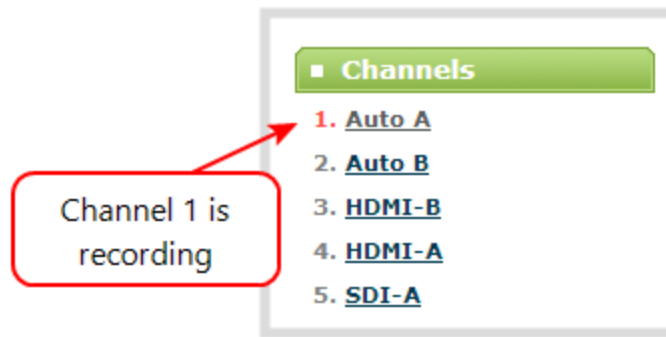 Channels
1. Auto A
2. Auto B
3. HDMI-B
4. HDMI-A
5. SDI-A
Channel 1 is
recording